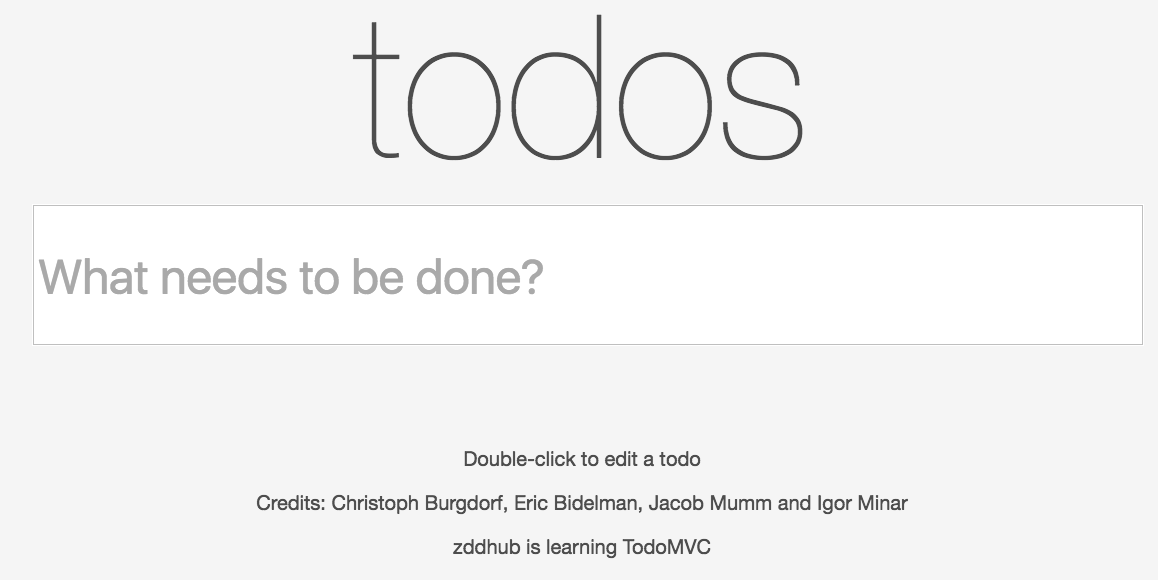 todos
What needs to be done?
Double-click to edit a todo
Credits: Christoph Burgdorf, Eric Bidelman, Jacob Mumm and Igor Minar
zddhub is learning TodoMVC